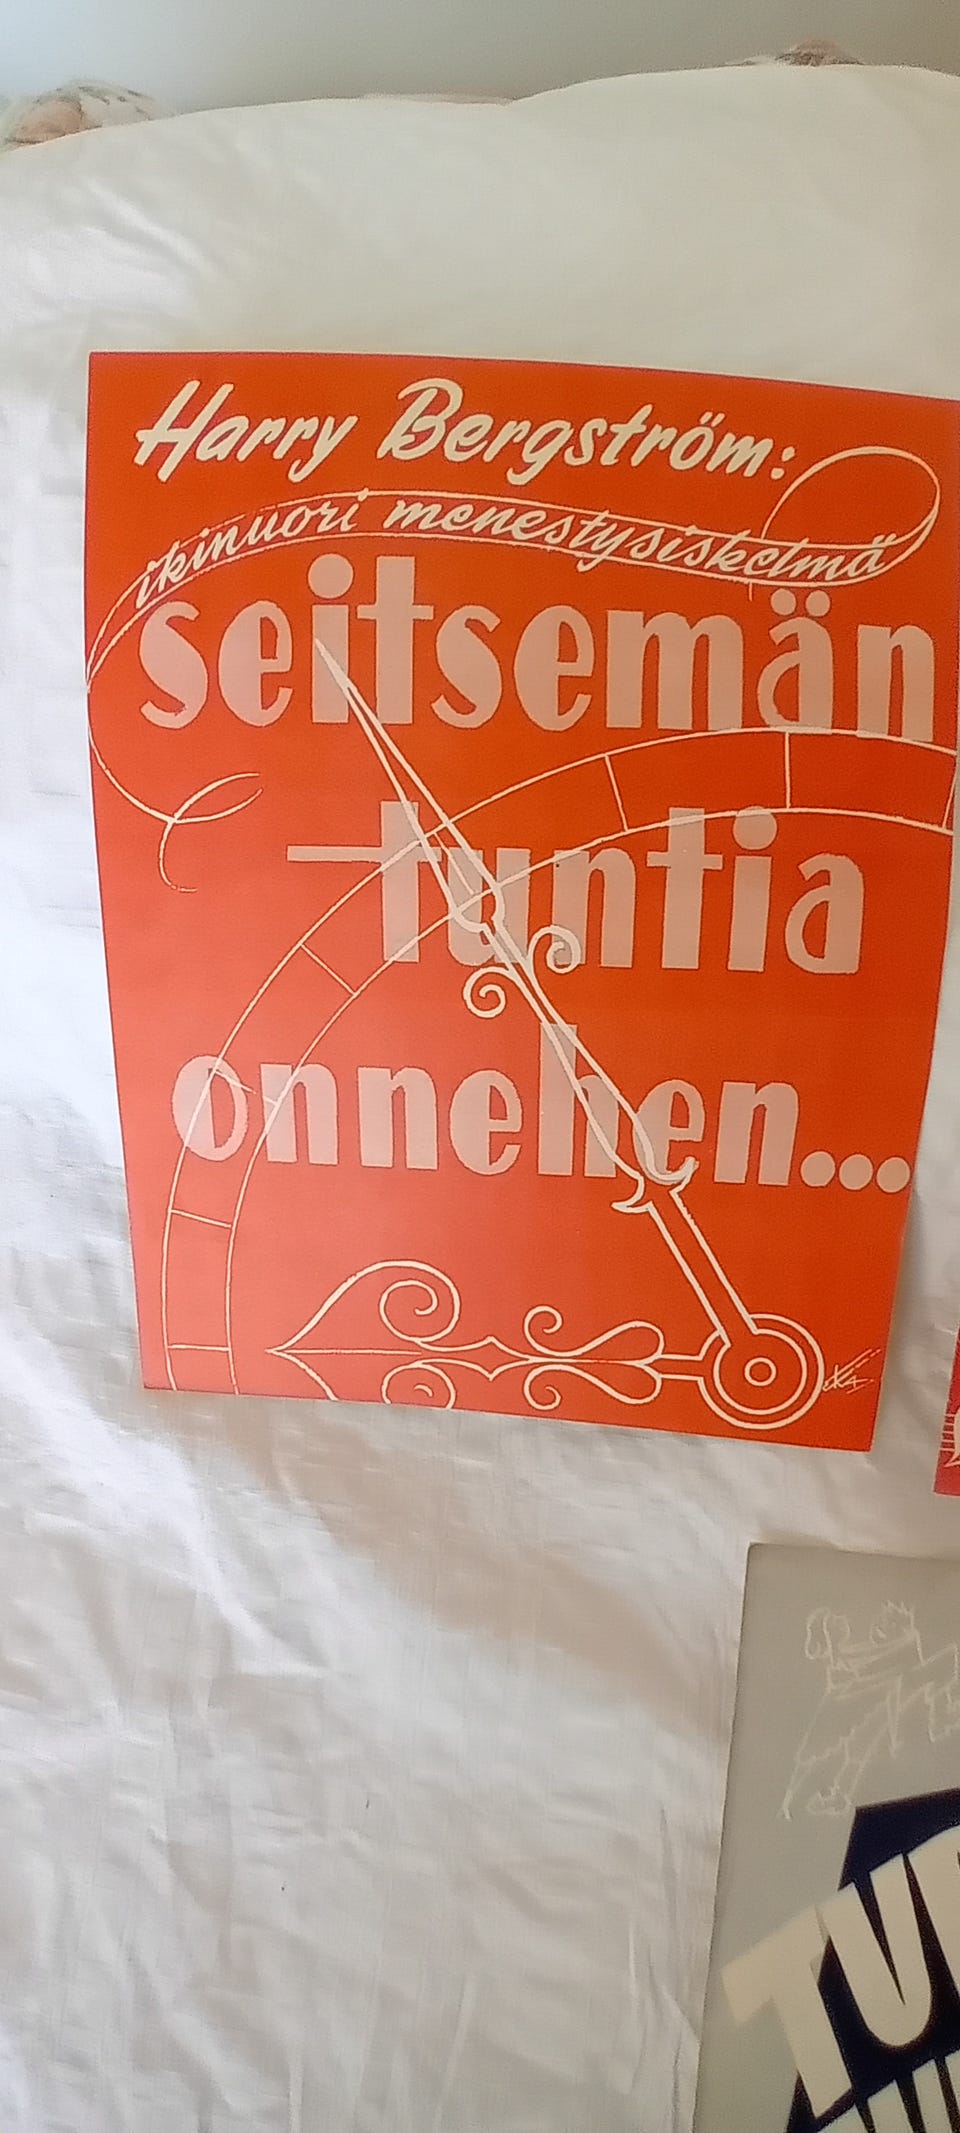 Harry Bergström:
ikinuori menestysiskelmä
seitsemän
tuntia
onnehen...